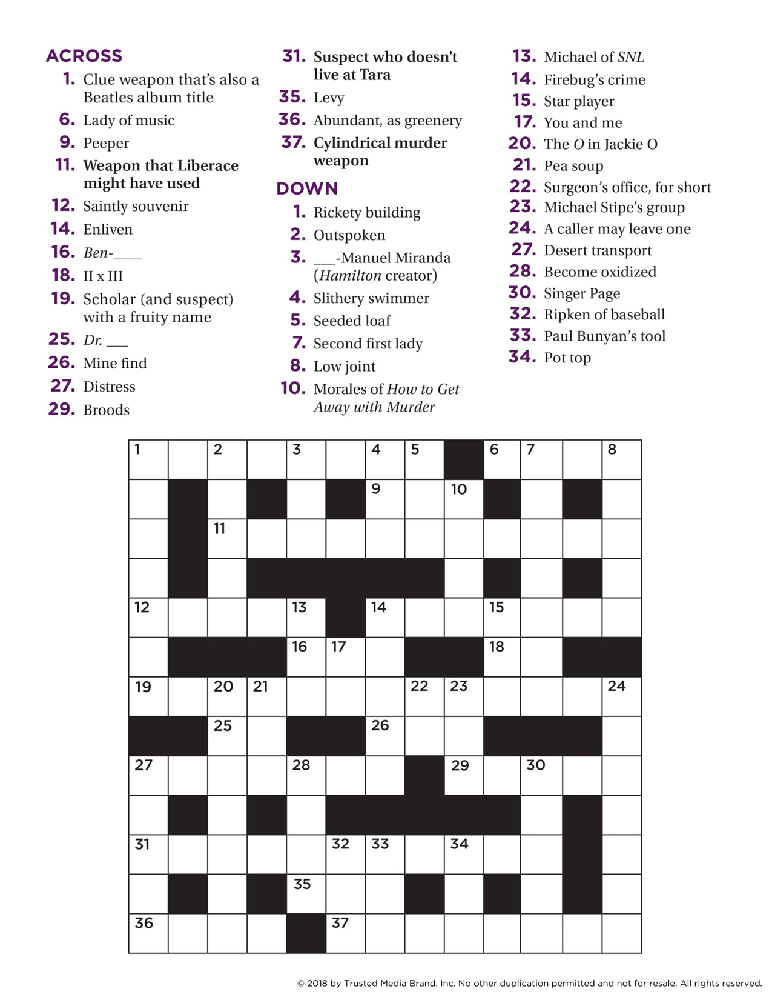 ACROSS
1. Clue weapon that's also a
Beatles album title
6. Lady of music
9. Peeper
11. Weapon that Liberace
might have used
12. Saintly souvenir
14. Enliven
16. Ben-____
18. II x III
19. Scholar (and suspect)
with a fruity name
25. Dr. ___
26. Mine find
27. Distress
29. Broods
31. Suspect who doesn't
live at Tara
35. Levy
36. Abundant, as greenery
37. Cylindrical murder
weapon
DOWN
1. Rickety building
2. Outspoken
3. ___-Manuel Miranda
(Hamilton creator)
4. Slithery swimmer
5. Seeded loaf
7. Second first lady
8. Low joint
10. Morales of How to Get
Away with Murder
13. Michael of SNL
14. Firebug's crime
15. Star player
17. You and me
20. The O in Jackie O
21. Pea soup
22. Surgeon's office, for short
23. Michael Stipe's group
24. A caller may leave one
27. Desert transport
28. Become oxidized
30. Singer Page
32. Ripken of baseball
33. Paul Bunyan's tool
34. Pot top
1 2 3 4 5 6 7 8
9 10
11
12 13 14 15
16 17 18
19 20 21 22 23 24
25 26
27 28 29 30
31 32 33 34
35
36 37
© 2018 by Trusted Media Brand, Inc. No other duplication permitted and not for resale. All rights reserved.